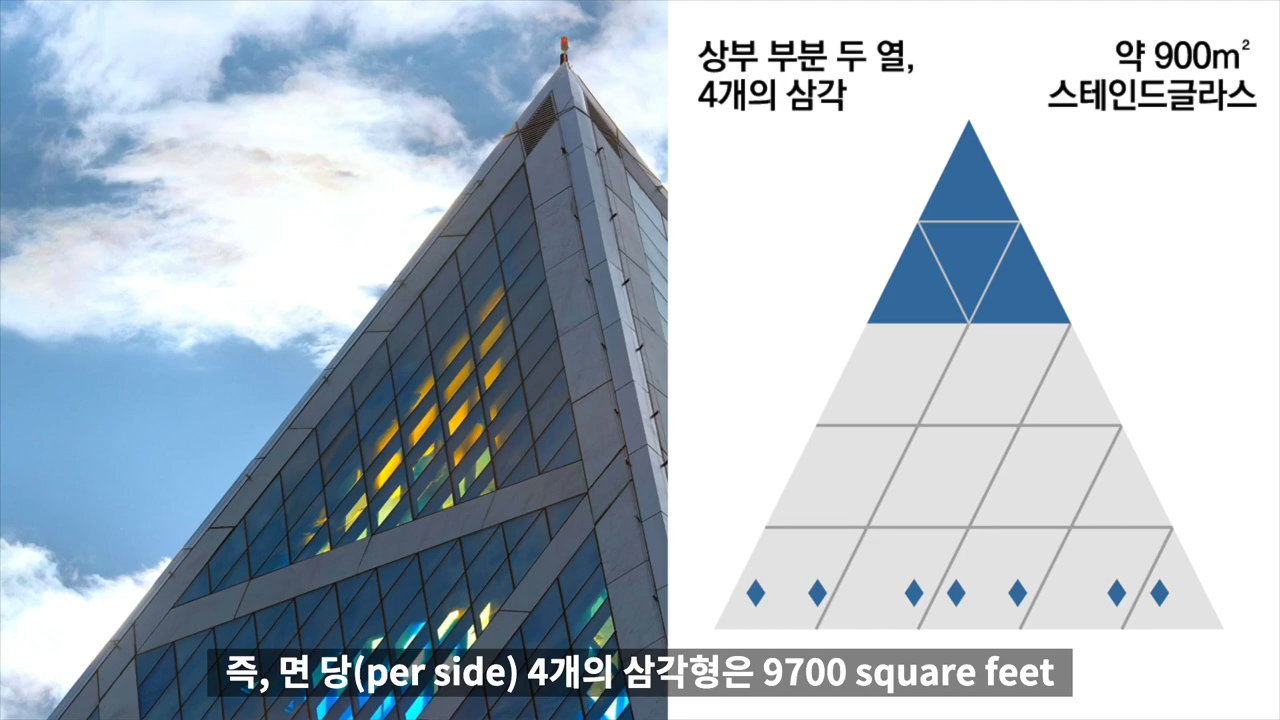 상부 부분 두 열,
4개의 삼각
약 900m²
스테인드글라스
즉, 면 당(per side) 4개의 삼각형은 9700 square feet